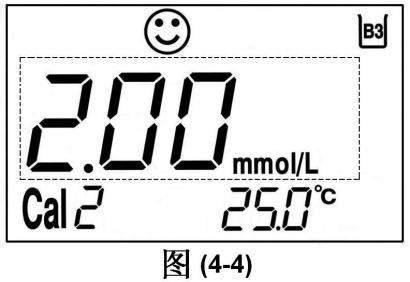 B3
2.00 mmol/L
Cal 2 25.0℃
图 (4-4)